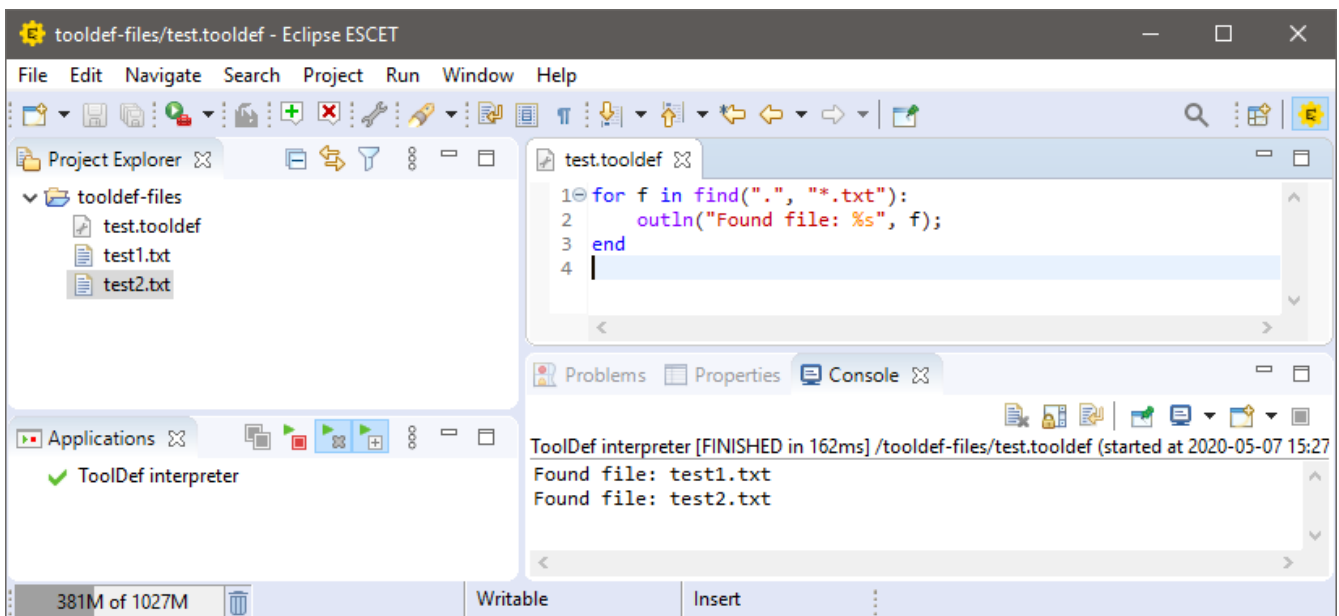 tooldef-files/test.tooldef - Eclipse ESCET
File Edit Navigate Search Project Run Window Help
Project Explorer
tooldef-files
test.tooldef
test1.txt
test2.txt
test.tooldef
1 for f in find(".", "*.txt"):
2     outln("Found file: %s", f);
3 end
4
Problems Properties Console
ToolDef interpreter [FINISHED in 162ms] /tooldef-files/test.tooldef (started at 2020-05-07 15:27
Found file: test1.txt
Found file: test2.txt
Applications
ToolDef interpreter
381M of 1027M
Writable
Insert